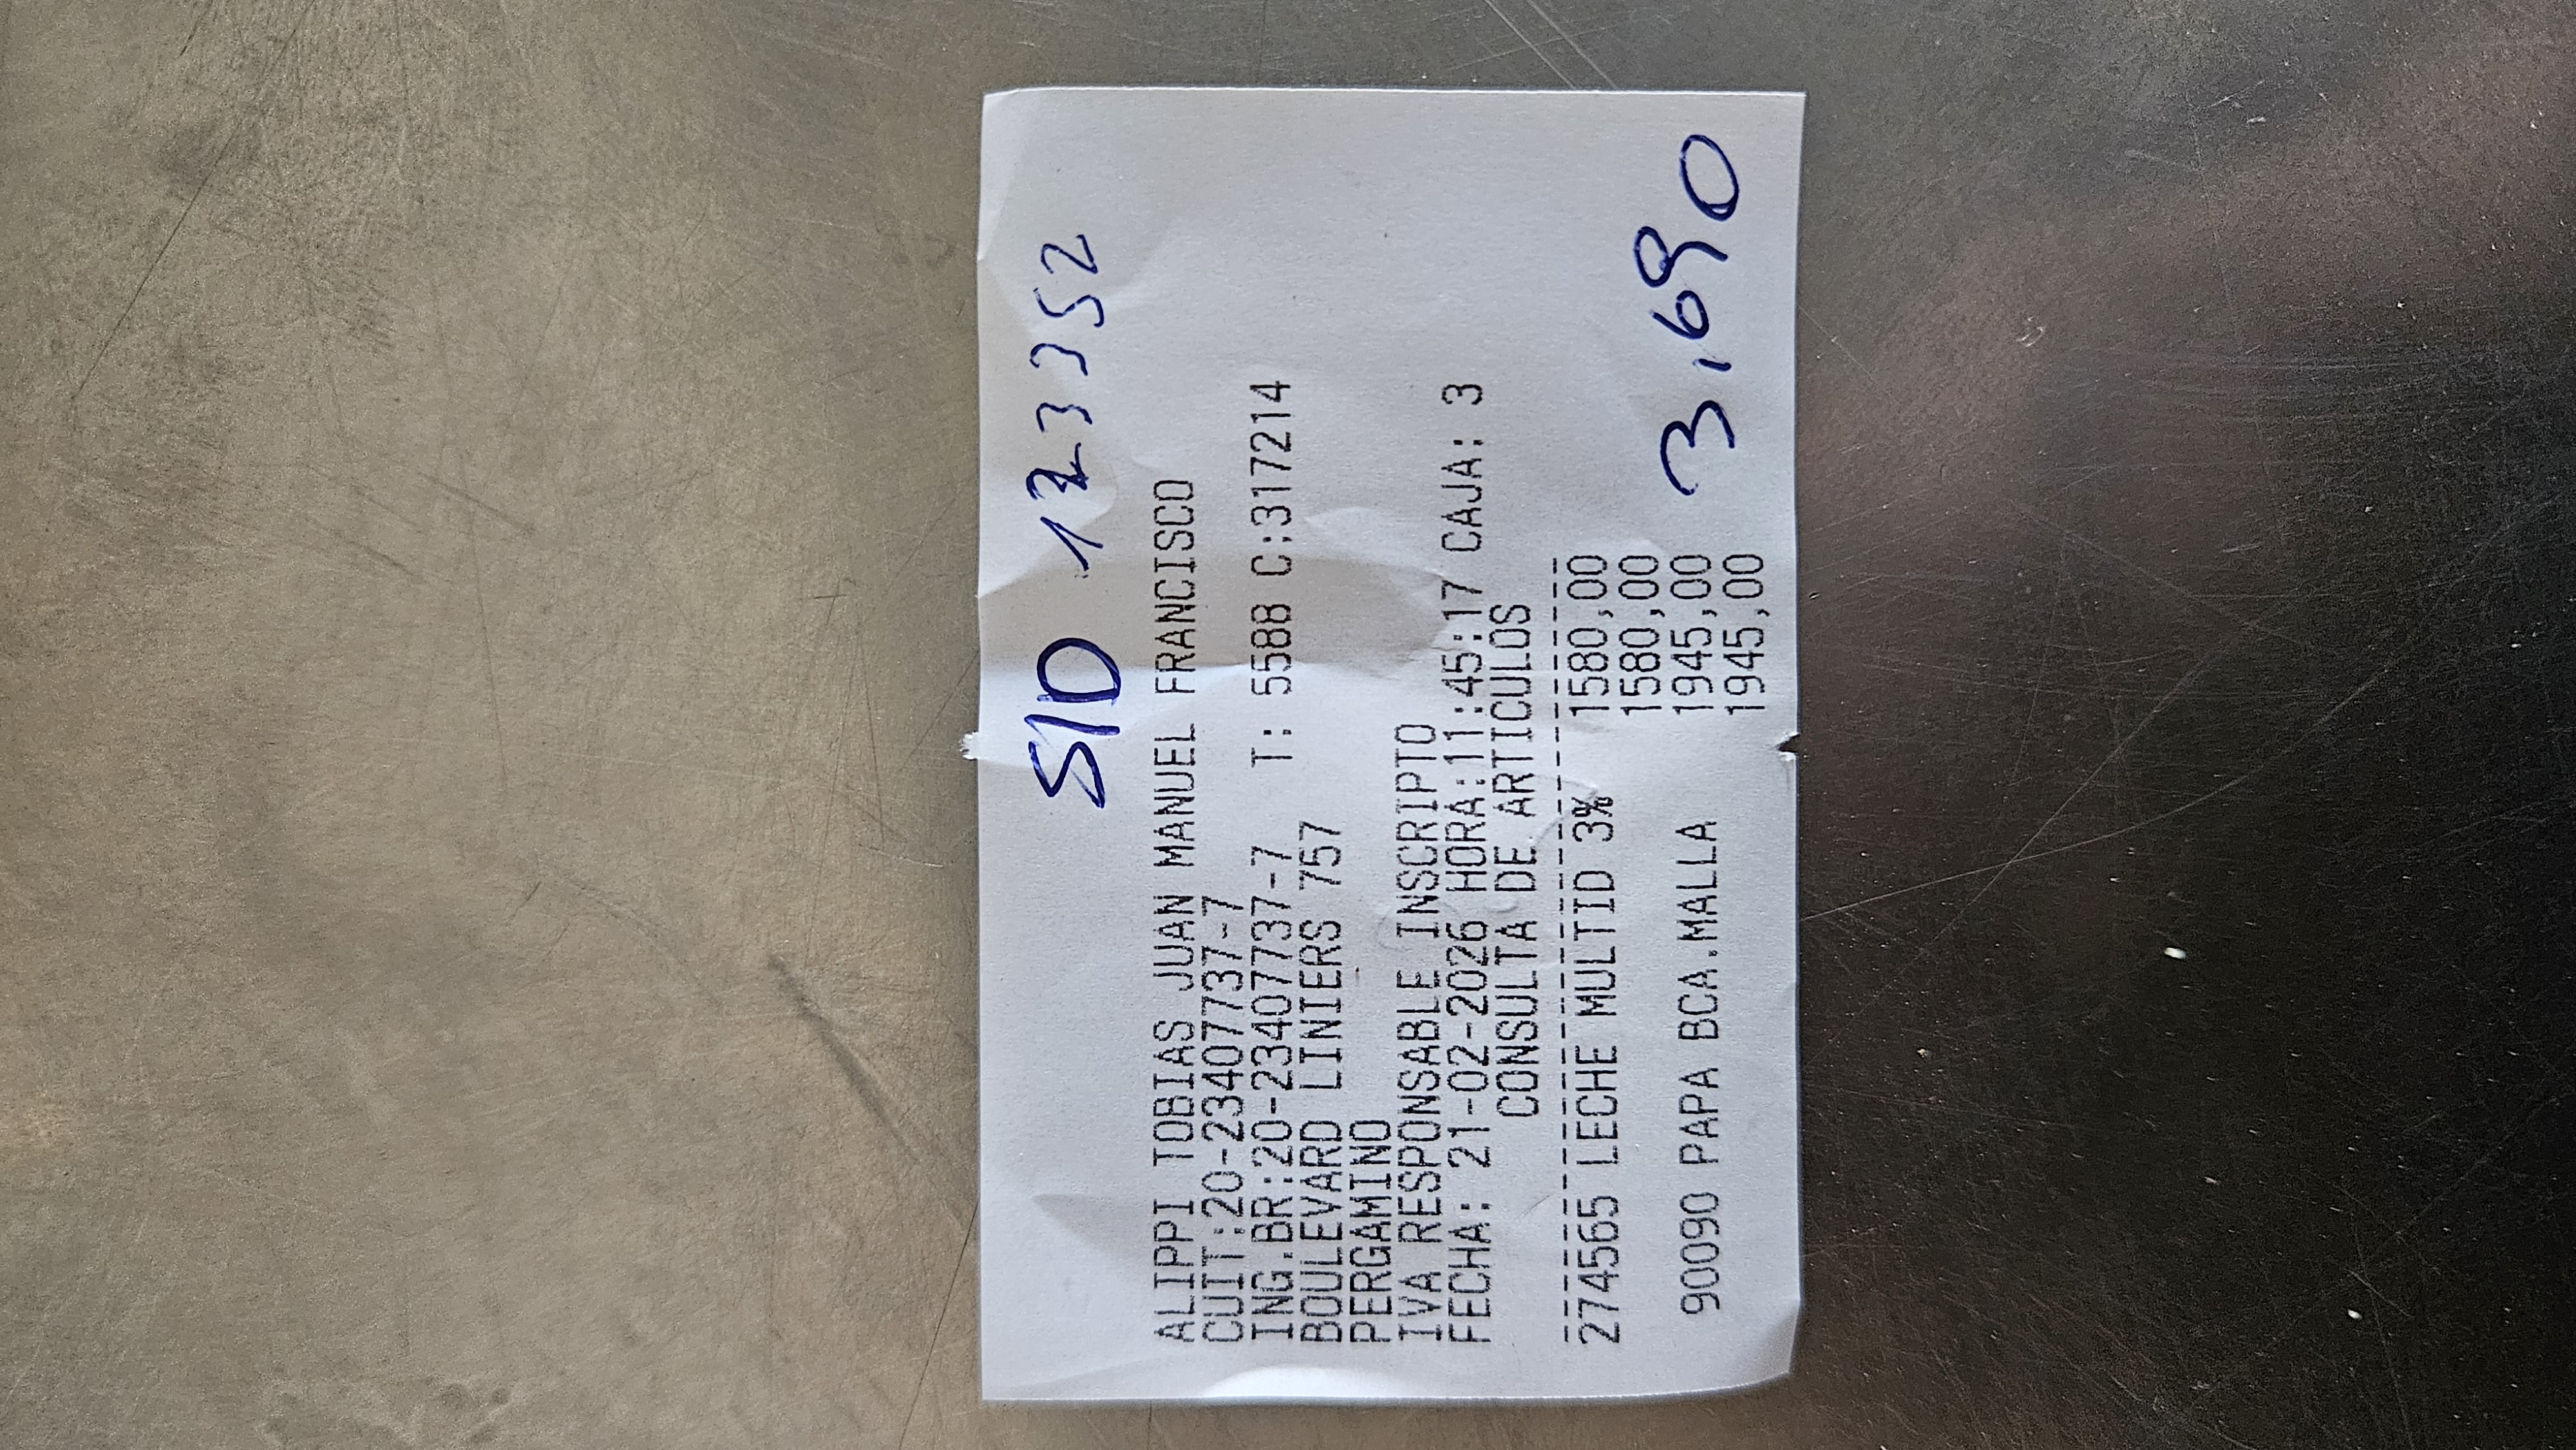 SID 123352
ALIPPI TOBIAS JUAN MANUEL FRANCISCO
CUIT:20-23407737-7
ING.BR:20-23407737-7 T: 5588 C:317214
BOULEVARD LINIERS 757
PERGAMINO
IVA RESPONSABLE INSCRIPTO
FECHA: 21-02-2026 HORA:11:45:17 CAJA: 3
CONSULTA DE ARTICULOS
274565 LECHE MULTID 3% 1580,00
1580,00
90090 PAPA BCA.MALLA 1945,00
1945,00
3.690